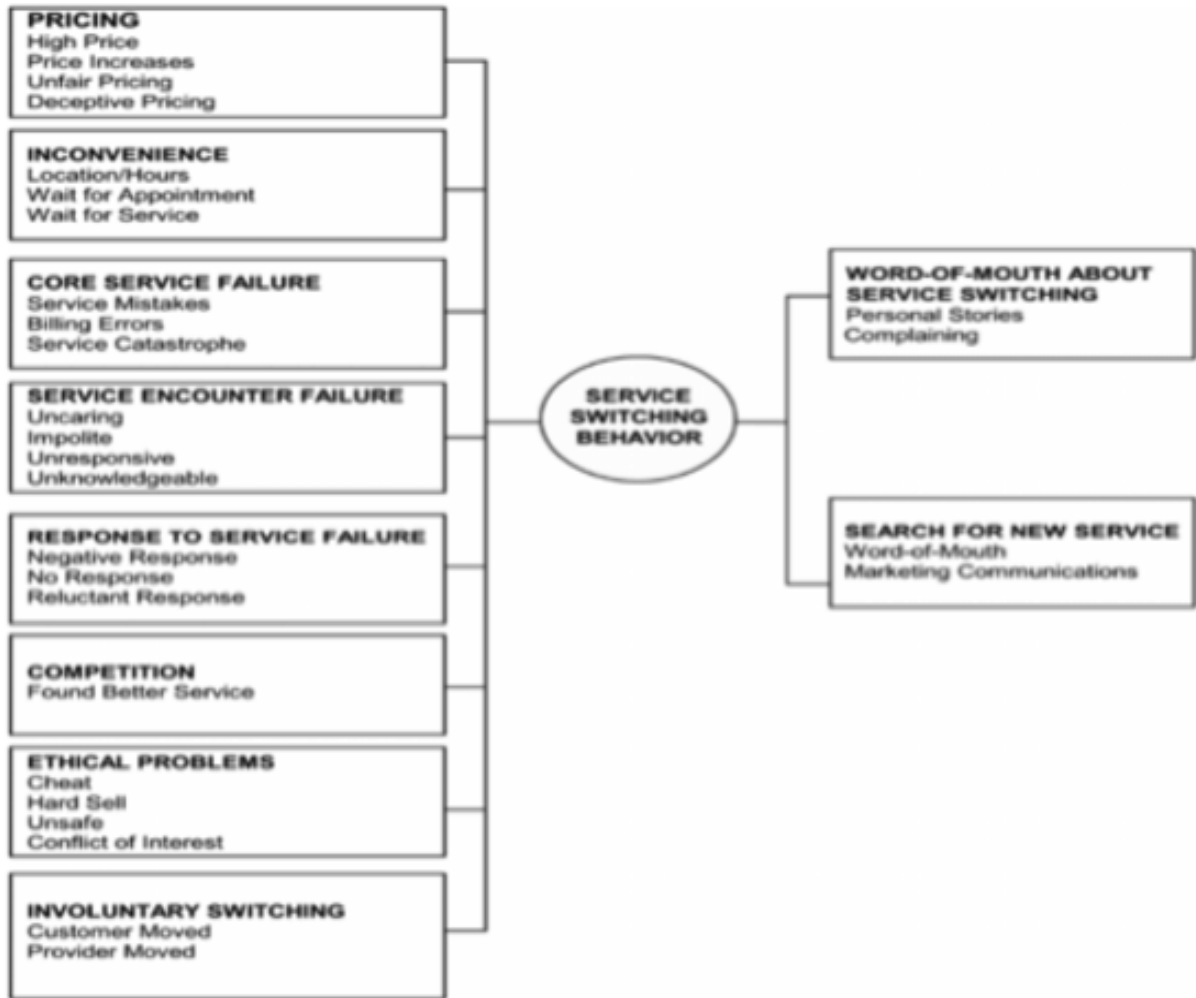 PRICING
High Price
Price Increases
Unfair Pricing
Deceptive Pricing
INCONVENIENCE
Location/Hours
Wait for Appointment
Wait for Service
CORE SERVICE FAILURE
Service Mistakes
Billing Errors
Service Catastrophe
SERVICE ENCOUNTER FAILURE
Uncaring
Impolite
Unresponsive
Unknowledgeable
RESPONSE TO SERVICE FAILURE
Negative Response
No Response
Reluctant Response
COMPETITION
Found Better Service
ETHICAL PROBLEMS
Cheat
Hard Sell
Unsafe
Conflict of Interest
INVOLUNTARY SWITCHING
Customer Moved
Provider Moved
SERVICE
SWITCHING
BEHAVIOR
WORD-OF-MOUTH ABOUT
SERVICE SWITCHING
Personal Stories
Complaining
SEARCH FOR NEW SERVICE
Word-of-Mouth
Marketing Communications